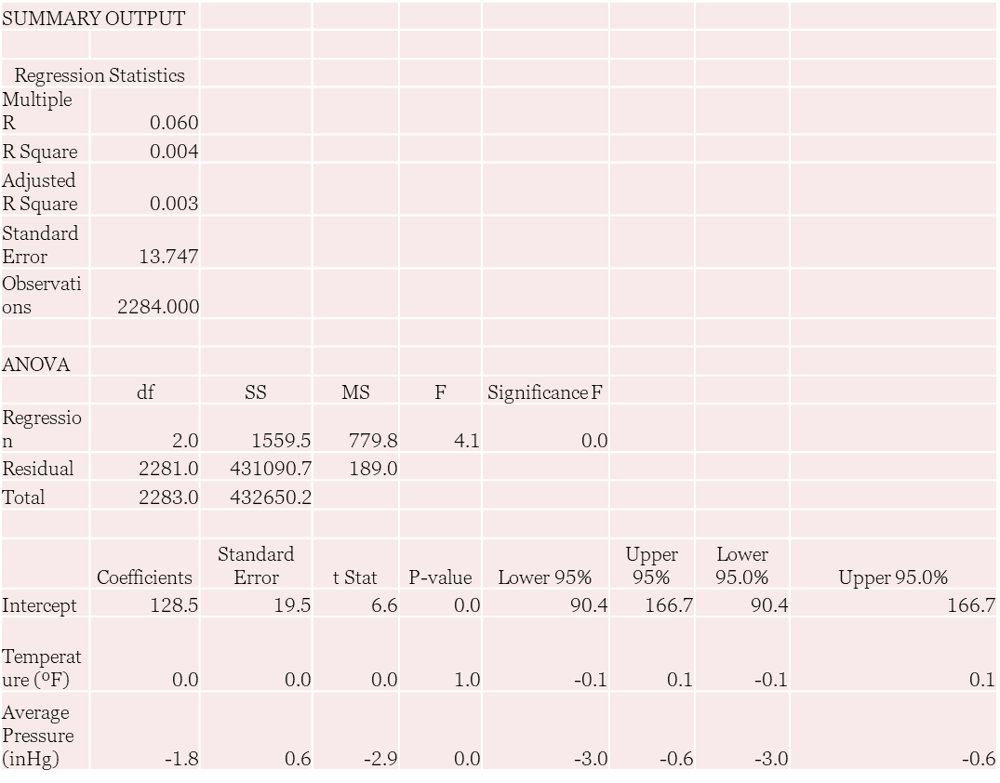 SUMMARY OUTPUT
Regression Statistics
Multiple
R 0.060
R Square 0.004
Adjusted
R Square 0.003
Standard
Error 13.747
Observati
ons 2284.000
ANOVA
df SS MS F Significance F
Regressio
n 2.0 1559.5 779.8 4.1 0.0
Residual 2281.0 431090.7 189.0
Total 2283.0 432650.2
Standard Upper Lower
Coefficients Error t Stat P-value Lower 95% 95% 95.0% Upper 95.0%
Intercept 128.5 19.5 6.6 0.0 90.4 166.7 90.4 166.7
Temperat
ure (ºF) 0.0 0.0 0.0 1.0 -0.1 0.1 -0.1 0.1
Average
Pressure
(inHg) -1.8 0.6 -2.9 0.0 -3.0 -0.6 -3.0 -0.6